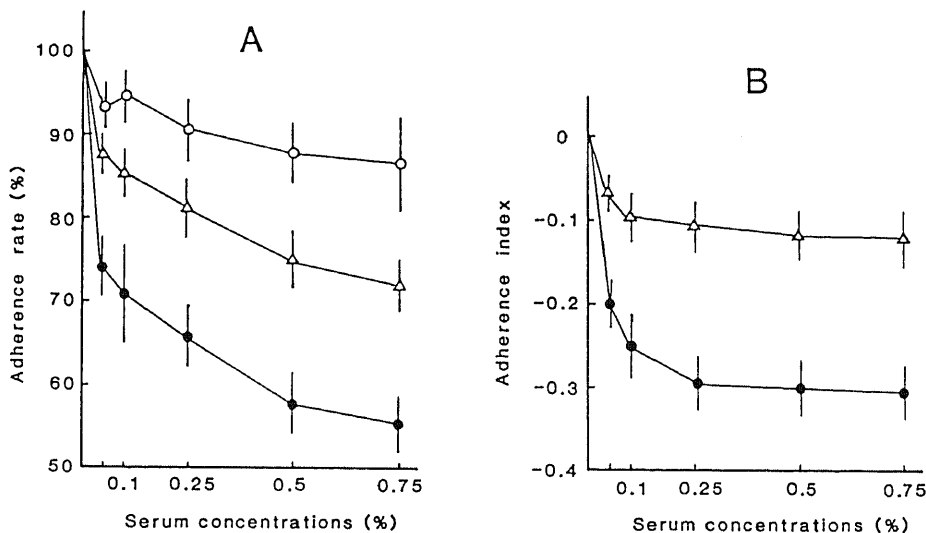 A
100
90
80
70
60
50
Adherence rate (%)
0.1 0.25 0.5 0.75
Serum concentrations (%)
B
0
-0.1
-0.2
-0.3
-0.4
Adherence index
0.1 0.25 0.5 0.75
Serum concentrations (%)